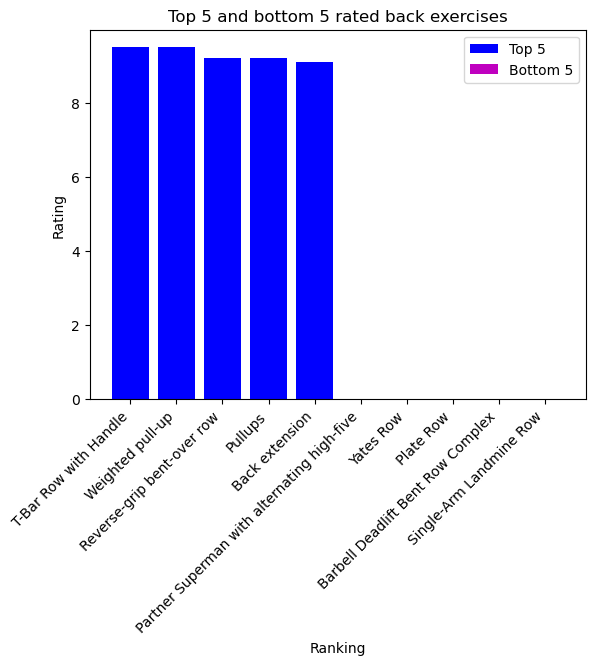 Top 5 and bottom 5 rated back exercises
Top 5
Bottom 5
Rating
8
6
4
2
0
T-Bar Row with Handle
Weighted pull-up
Reverse-grip bent-over row
Pullups
Back extension
Partner Superman with alternating high-five
Yates Row
Plate Row
Barbell Deadlift Bent Row Complex
Single-Arm Landmine Row
Ranking